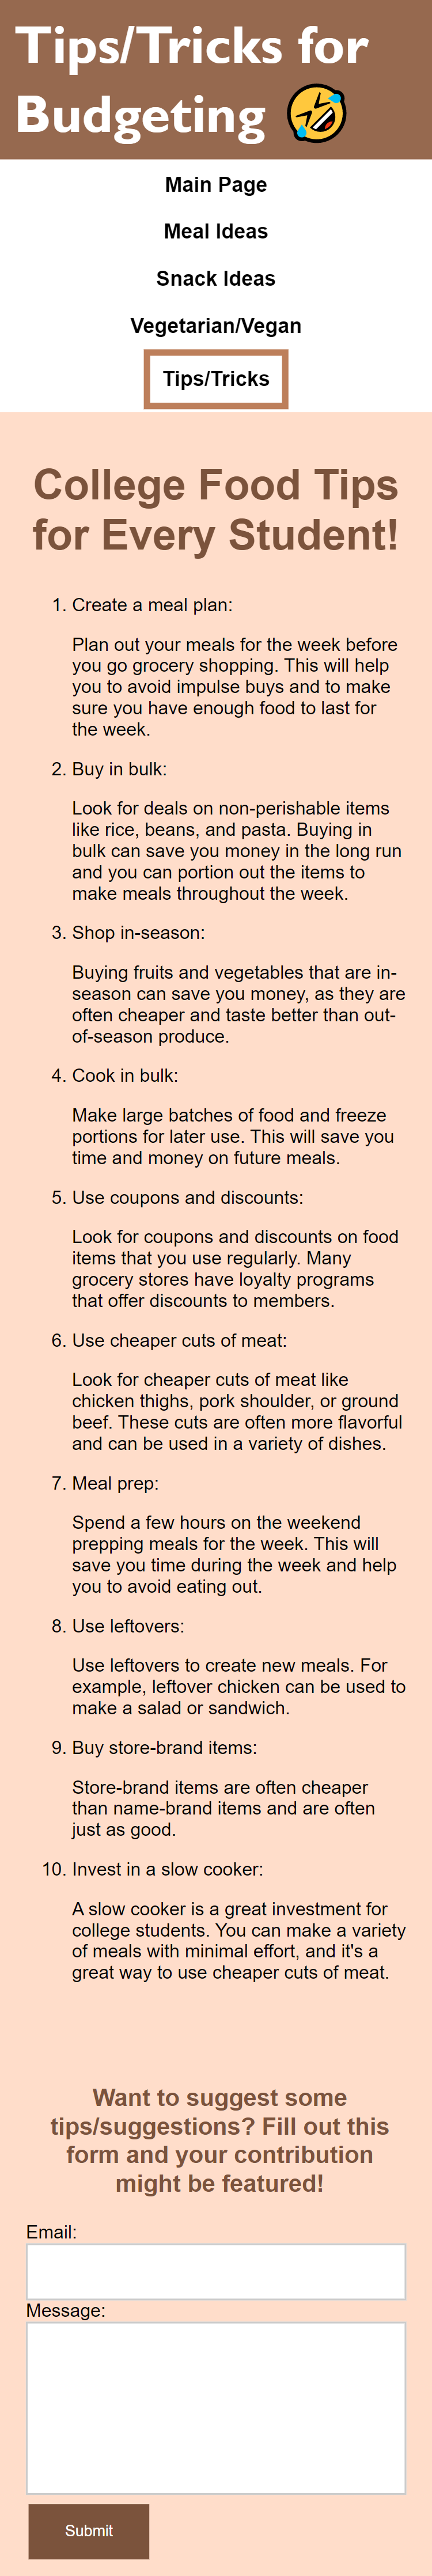 Tips/Tricks for
Budgeting 🤣
Main Page
Meal Ideas
Snack Ideas
Vegetarian/Vegan
Tips/Tricks
College Food Tips
for Every Student!
1. Create a meal plan:
Plan out your meals for the week before
you go grocery shopping. This will help
you to avoid impulse buys and to make
sure you have enough food to last for
the week.
2. Buy in bulk:
Look for deals on non-perishable items
like rice, beans, and pasta. Buying in
bulk can save you money in the long run
and you can portion out the items to
make meals throughout the week.
3. Shop in-season:
Buying fruits and vegetables that are in-
season can save you money, as they are
often cheaper and taste better than out-
of-season produce.
4. Cook in bulk:
Make large batches of food and freeze
portions for later use. This will save you
time and money on future meals.
5. Use coupons and discounts:
Look for coupons and discounts on food
items that you use regularly. Many
grocery stores have loyalty programs
that offer discounts to members.
6. Use cheaper cuts of meat:
Look for cheaper cuts of meat like
chicken thighs, pork shoulder, or ground
beef. These cuts are often more flavorful
and can be used in a variety of dishes.
7. Meal prep:
Spend a few hours on the weekend
prepping meals for the week. This will
save you time during the week and help
you to avoid eating out.
8. Use leftovers:
Use leftovers to create new meals. For
example, leftover chicken can be used to
make a salad or sandwich.
9. Buy store-brand items:
Store-brand items are often cheaper
than name-brand items and are often
just as good.
10. Invest in a slow cooker:
A slow cooker is a great investment for
college students. You can make a variety
of meals with minimal effort, and it's a
great way to use cheaper cuts of meat.
Want to suggest some
tips/suggestions? Fill out this
form and your contribution
might be featured!
Email:
Message:
Submit